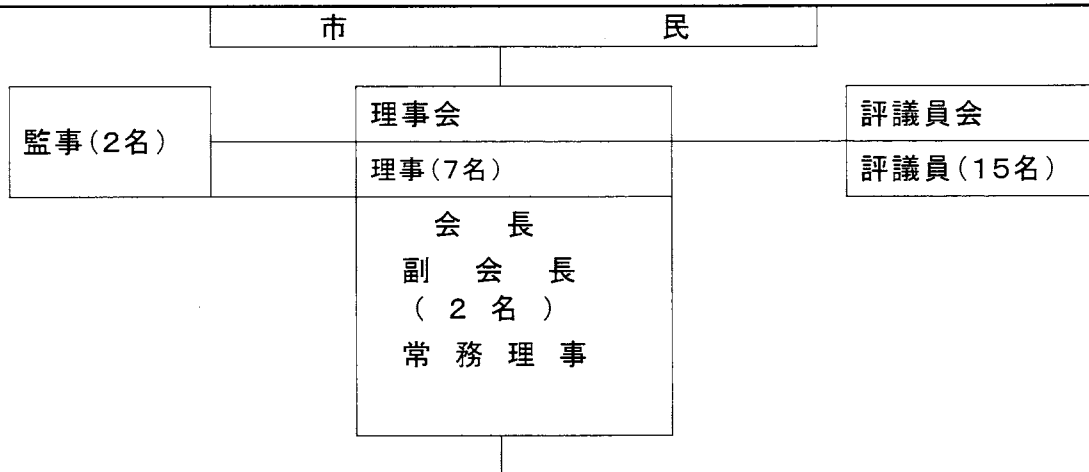 市 民
監事(2名)
理事会
理事(7名)
会 長
副 会 長
( 2 名 )
常 務 理 事
評議員会
評議員(15名)